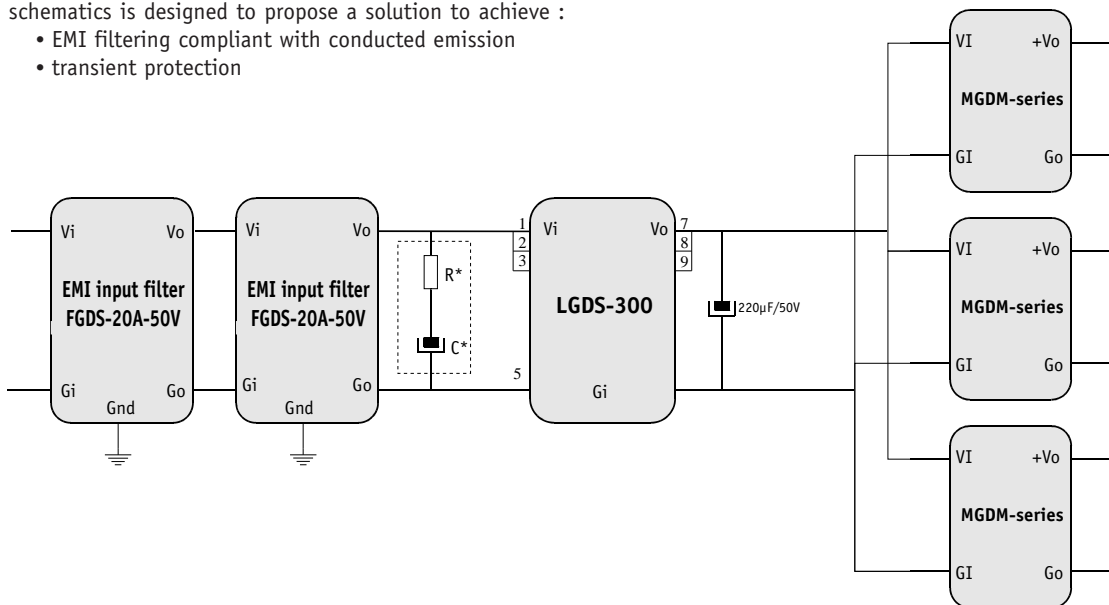 schematics is designed to propose a solution to achieve :
• EMI filtering compliant with conducted emission
• transient protection
VI +Vo
MGDM-series
GI Go
Vi Vo
EMI input filter
FGDS-20A-50V
Gi Go
Gnd
Vi Vo
EMI input filter
FGDS-20A-50V
Gi Go
Gnd
R*
C*
1
2
3
5
Vi Vo
LGDS-300
Gi
7
8
9
220µF/50V
VI +Vo
MGDM-series
GI Go
VI +Vo
MGDM-series
GI Go